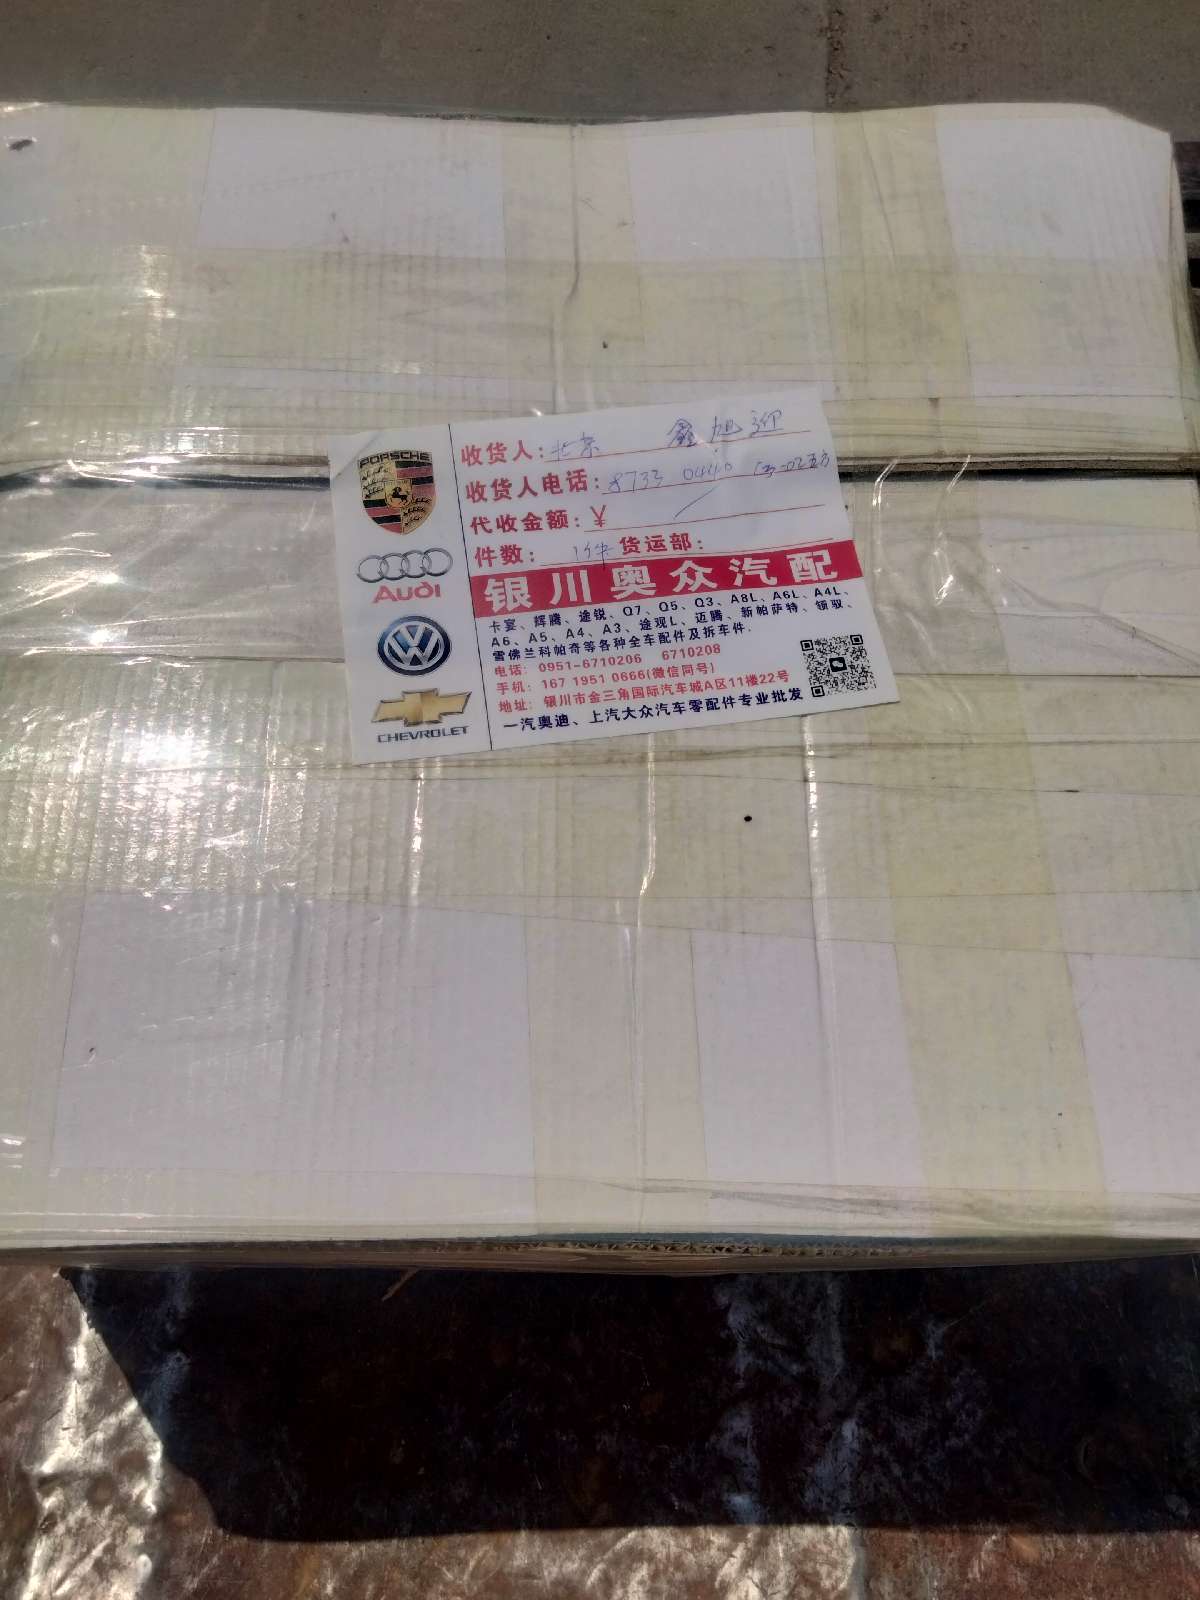 PORSCHE
Audi
CHEVROLET
收货人: 北京 鑫旭迎
收货人电话: 8733 0440
代收金额: ¥
件数: 1件 货运部:
银川奥众汽配
卡宴、辉腾、途锐、Q7、Q5、Q3、A8L、A6L、A4L、
A6、A5、A4、A3、途观L、迈腾、新帕萨特、领驭、
雪佛兰科帕奇等各种全车配件及拆车件.
电话: 0951-6710206 6710208
手机: 167 1951 0666(微信同号)
地址: 银川市金三角国际汽车城A区11楼22号
一汽奥迪、上汽大众汽车零配件专业批发